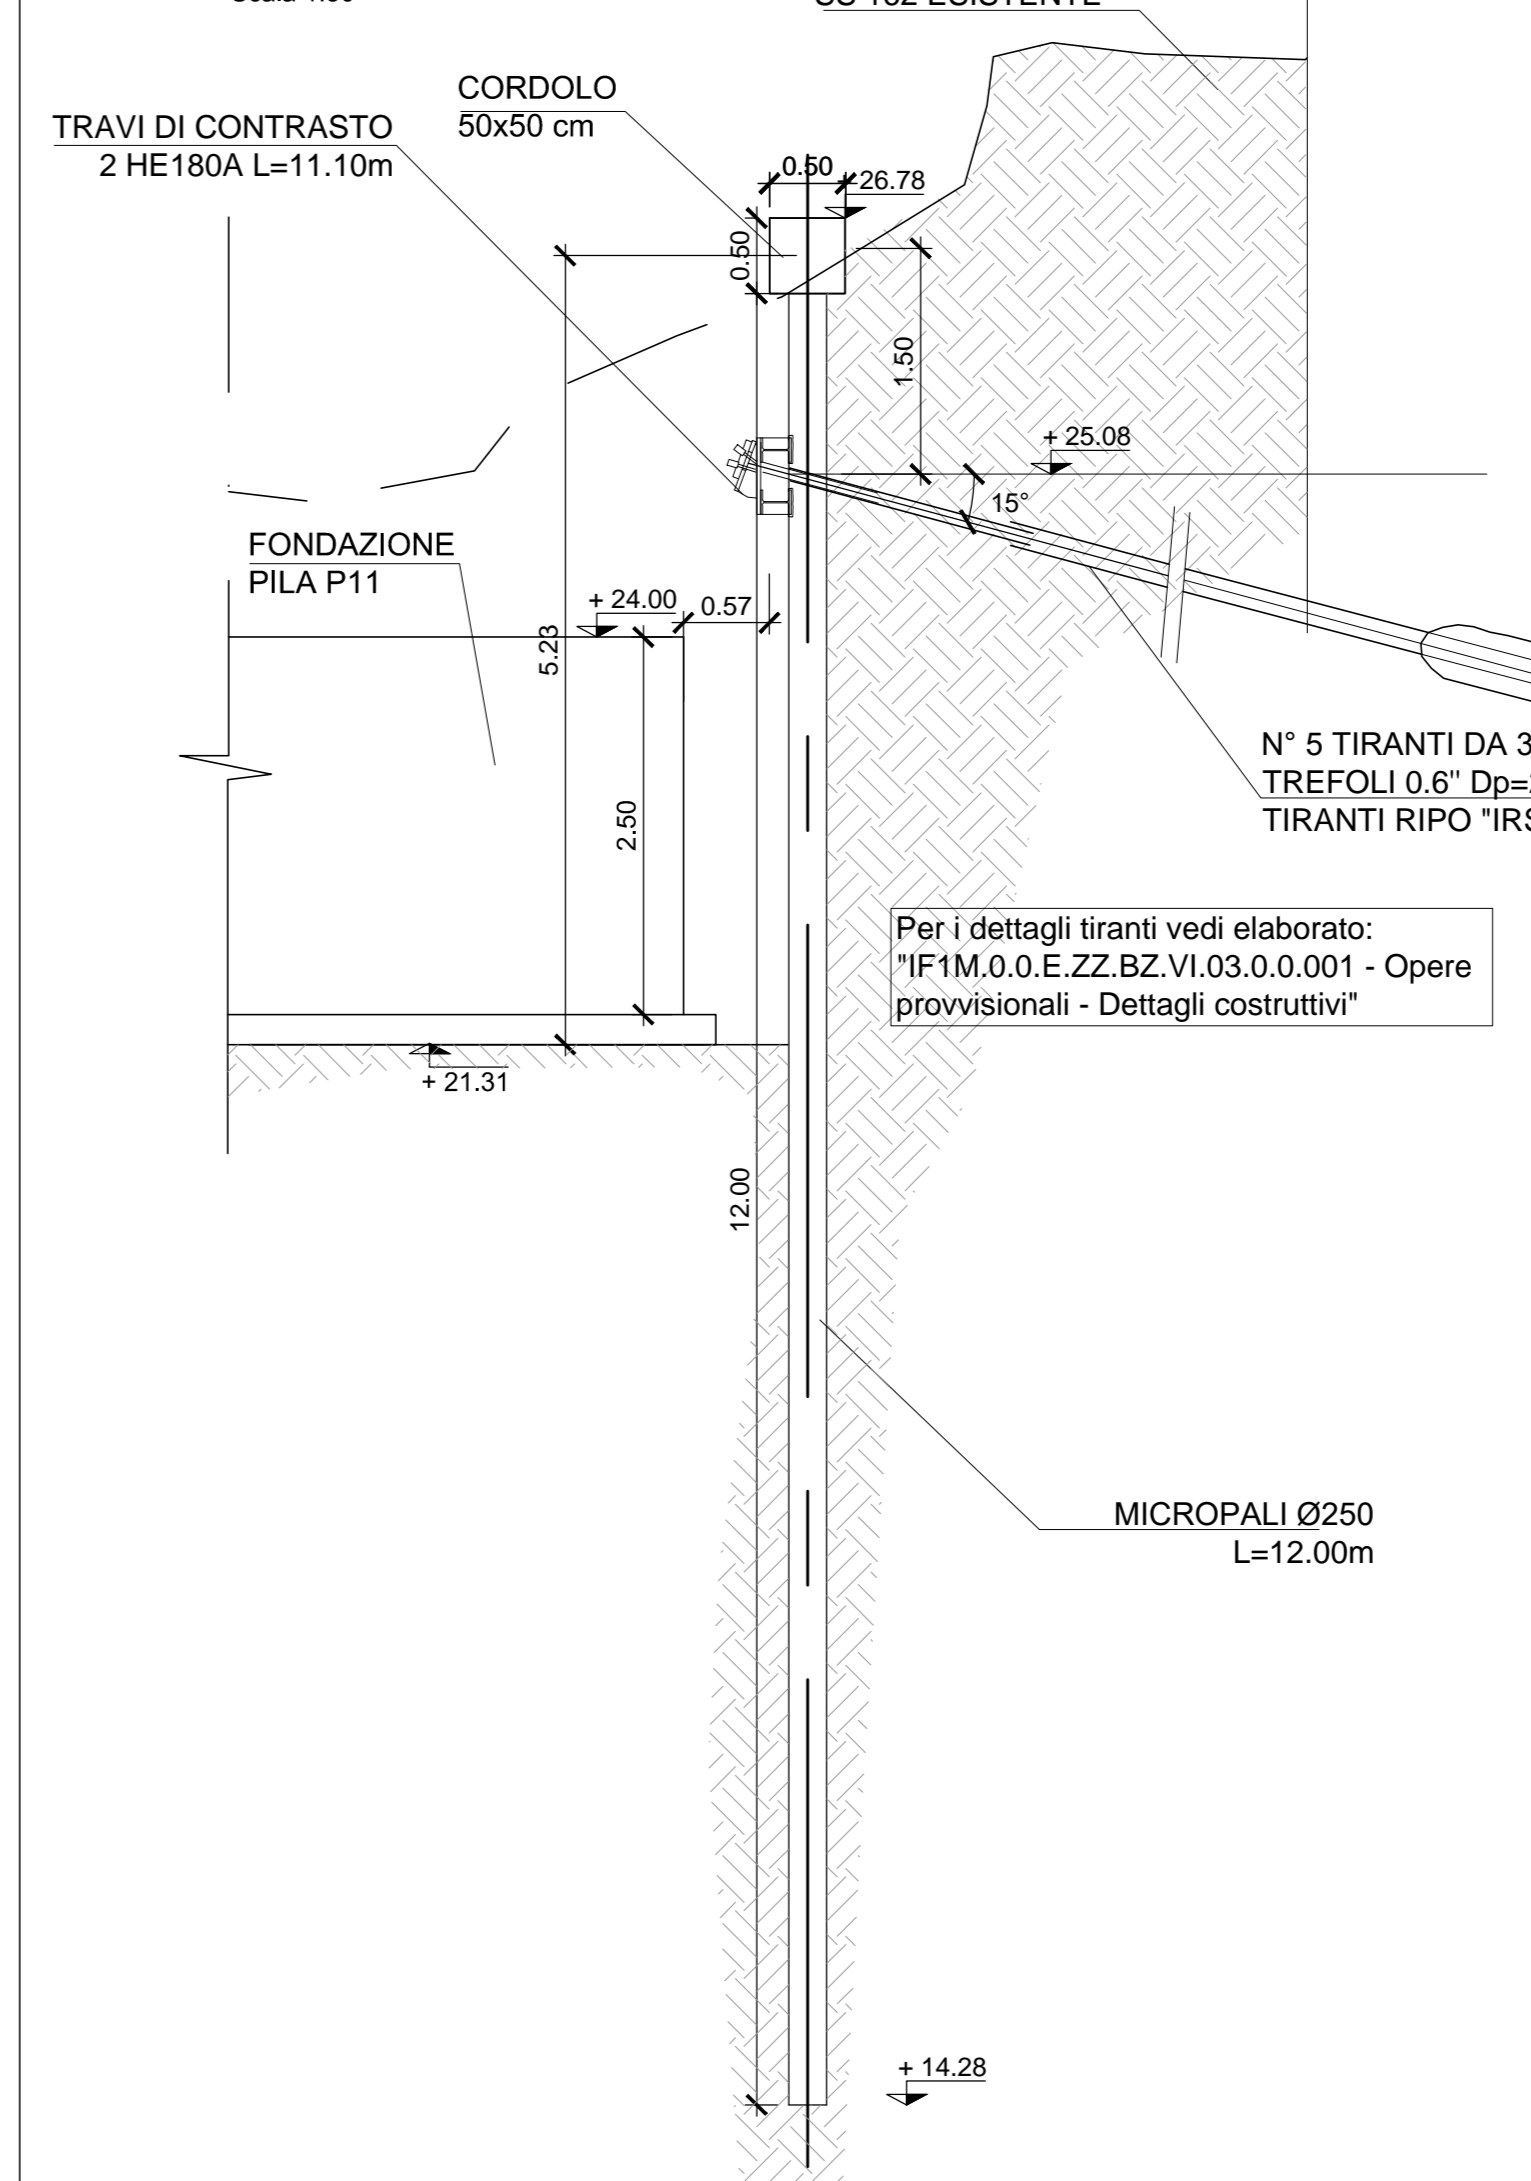 CORDOLO
50x50 cm
TRAVI DI CONTRASTO
2 HE180A L=11.10m
0.50
26.78
0.50
1.50
+ 25.08
15°
FONDAZIONE
PILA P11
+ 24.00
0.57
5.23
2.50
N° 5 TIRANTI DA 3
TREFOLI 0.6" Dp=
TIRANTI RIPO "IRS
Per i dettagli tiranti vedi elaborato:
"IF1M.0.0.E.ZZ.BZ.VI.03.0.0.001 - Opere
provvisionali - Dettagli costruttivi"
+ 21.31
12.00
MICROPALI Ø250
L=12.00m
+ 14.28